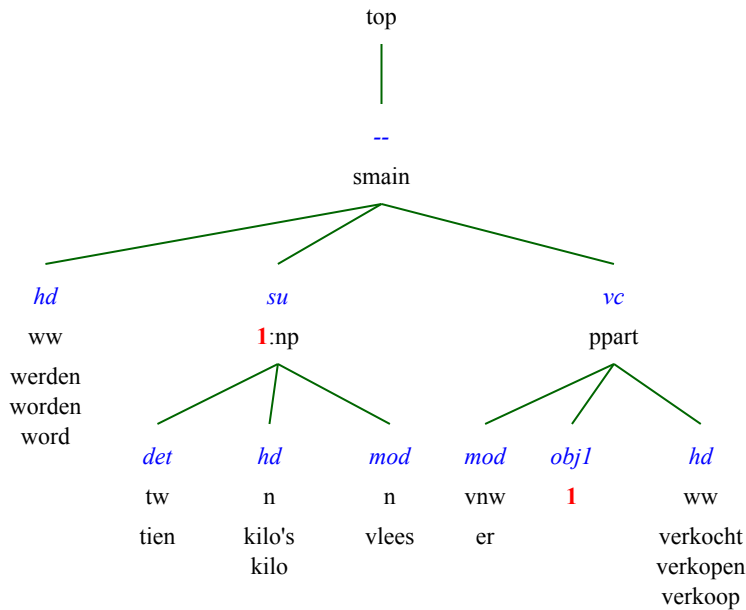 top
--
smain
hd su vc
ww 1:np ppart
werden
worden
word
det hd mod mod obj1 hd
tw n n vnw 1 ww
tien kilo's vlees er verkocht
kilo verkopen
verkoop